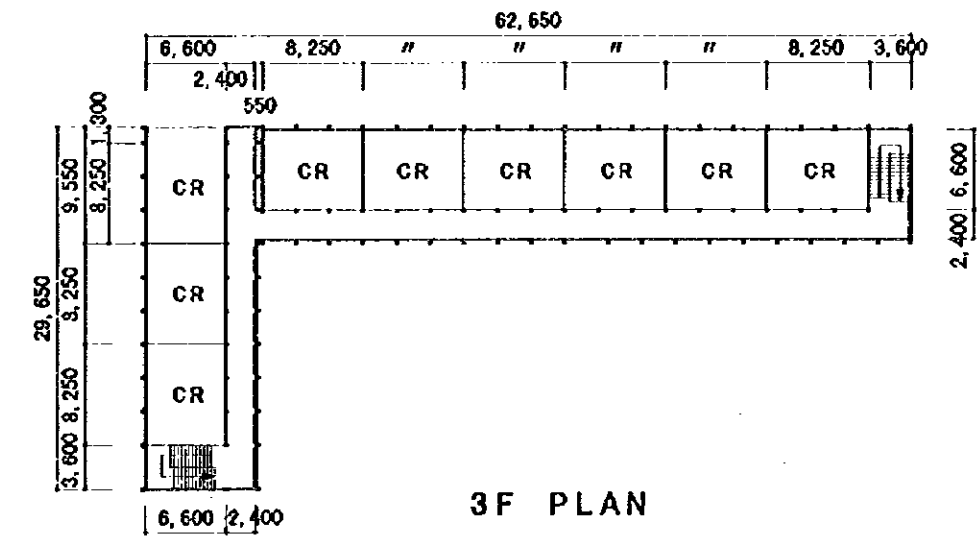 62,650
6,600 8,250 〃 〃 〃 〃 8,250 3,600
2,400
550
1,300
9,550
8,250
29,650
8,250
8,250
3,600
CR CR CR CR CR CR CR
CR
CR
6,600
2,400
6,600 2,400
3F PLAN